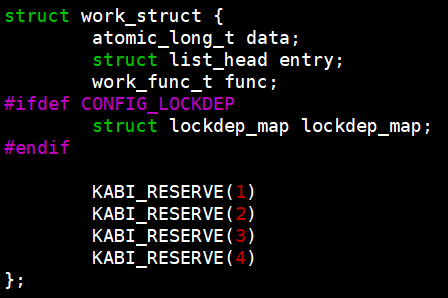 struct work_struct {
        atomic_long_t data;
        struct list_head entry;
        work_func_t func;
#ifdef CONFIG_LOCKDEP
        struct lockdep_map lockdep_map;
#endif

        KABI_RESERVE(1)
        KABI_RESERVE(2)
        KABI_RESERVE(3)
        KABI_RESERVE(4)
};